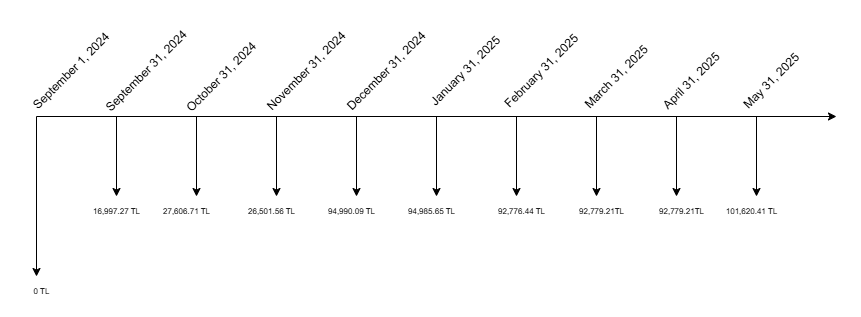 September 1, 2024
September 31, 2024
October 31, 2024
November 31, 2024
December 31, 2024
January 31, 2025
February 31, 2025
March 31, 2025
April 31, 2025
May 31, 2025
16,997.27 TL
27,606.71 TL
26,501.56 TL
94,990.09 TL
94,985.65 TL
92,776.44 TL
92,779.21TL
92,779.21TL
101,620.41 TL
0 TL